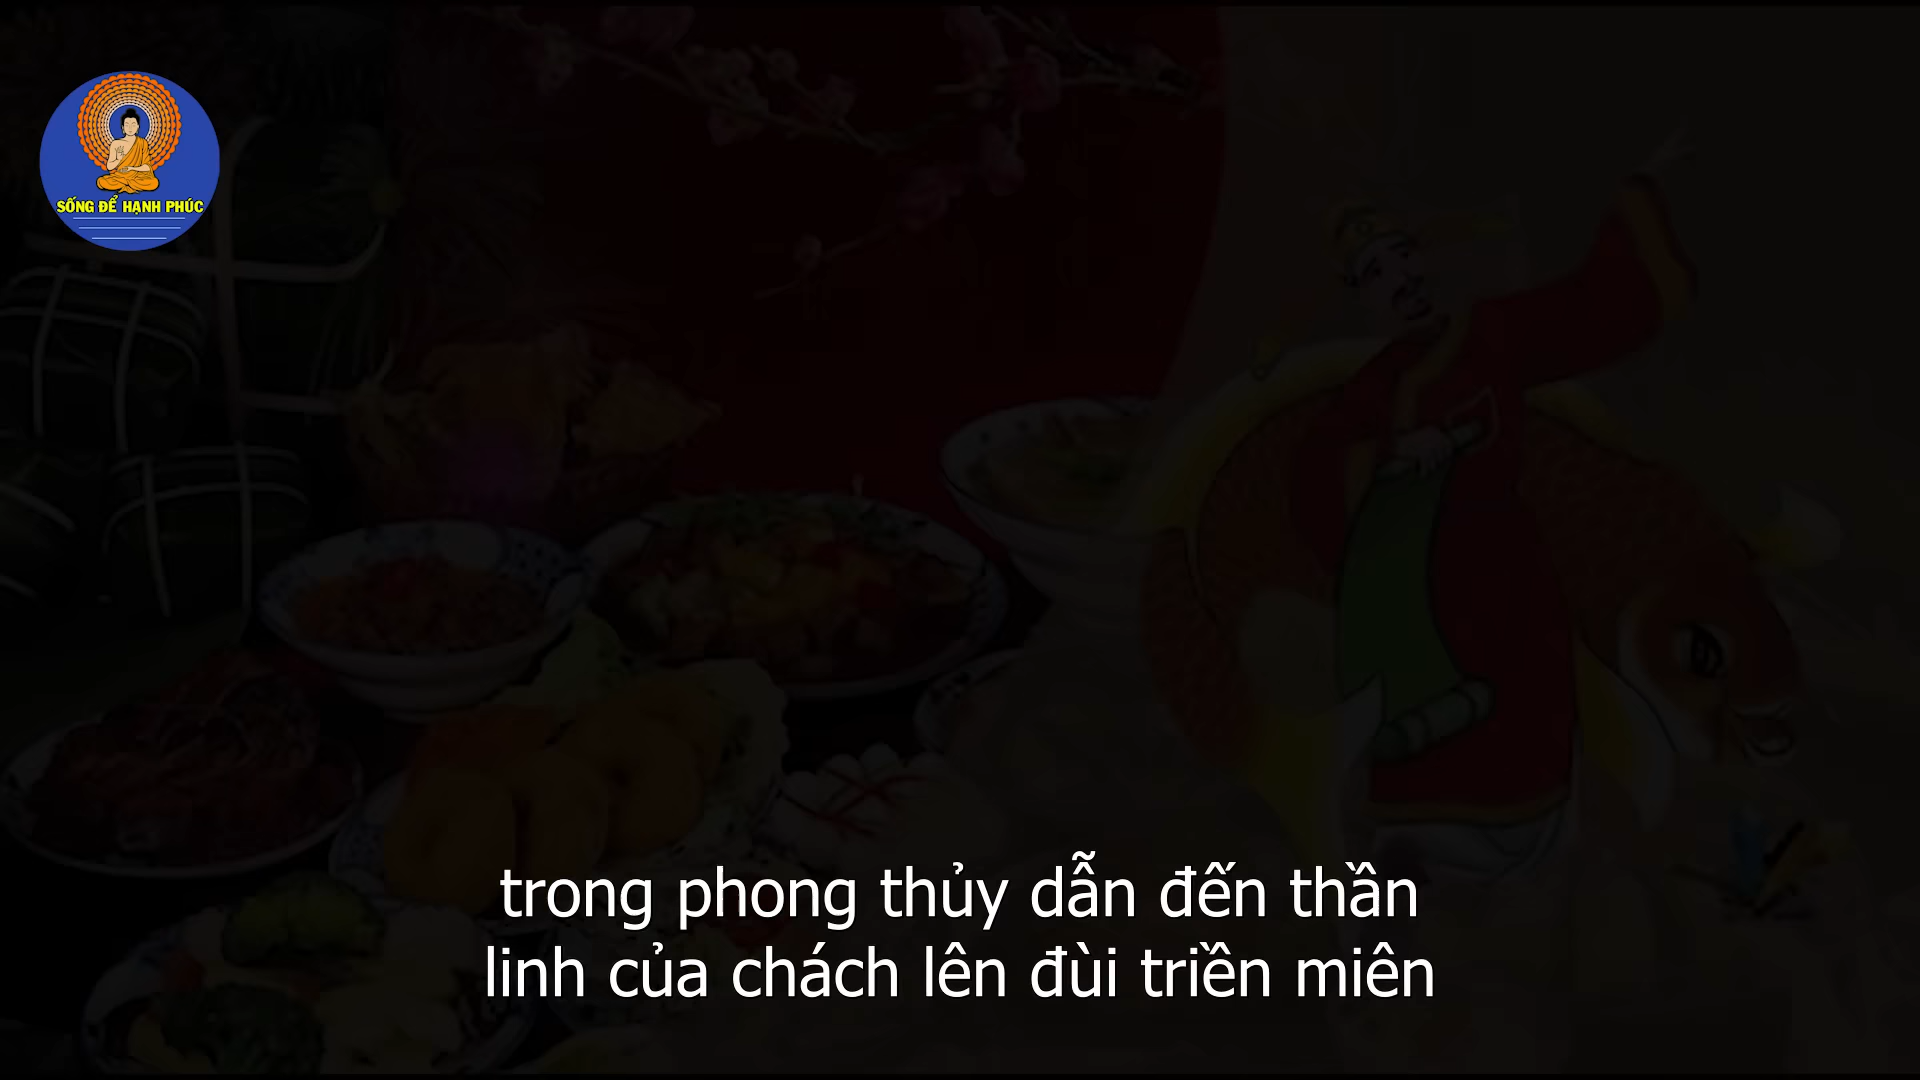 SỐNG ĐỂ HẠNH PHÚC
trong phong thủy dẫn đến thần
linh của chách lên đùi triền miên